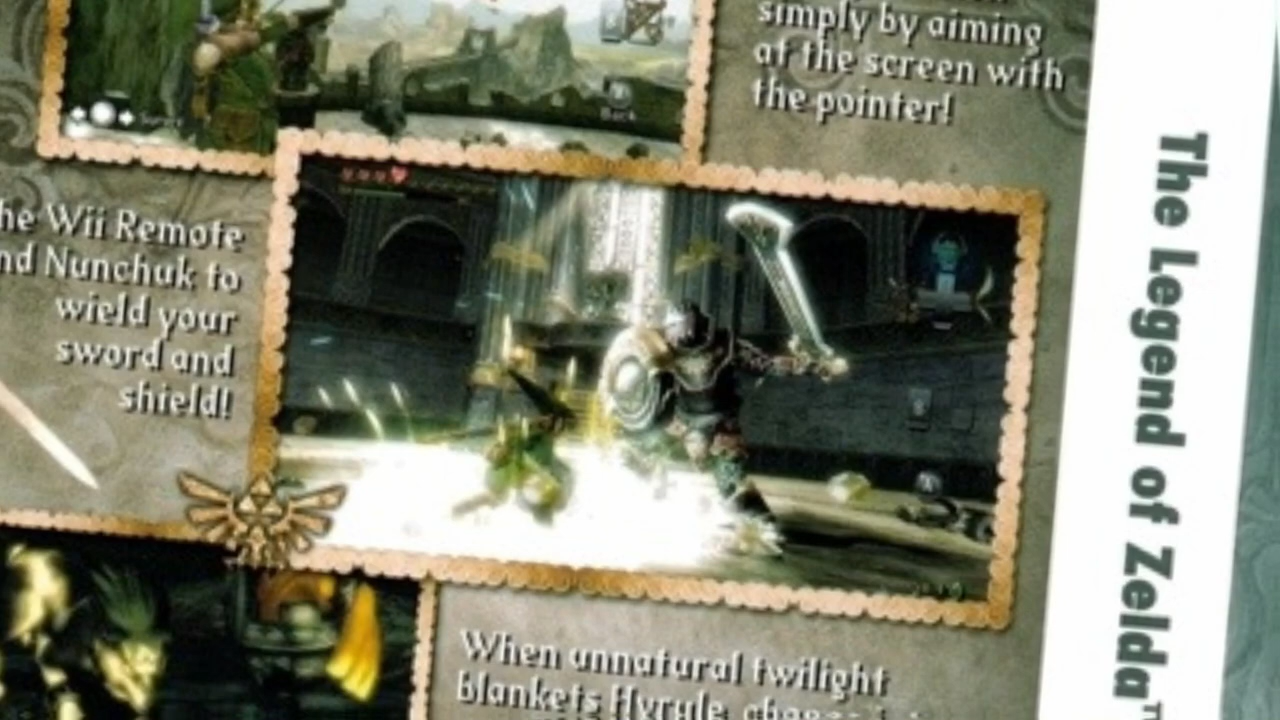 simply by aiming
at the screen with
the pointer!
Back
he Wii Remote
nd Nunchuk to
wield your
sword and
shield!
When unnatural twilight
blankets Hyrule,
The Legend of Zelda™